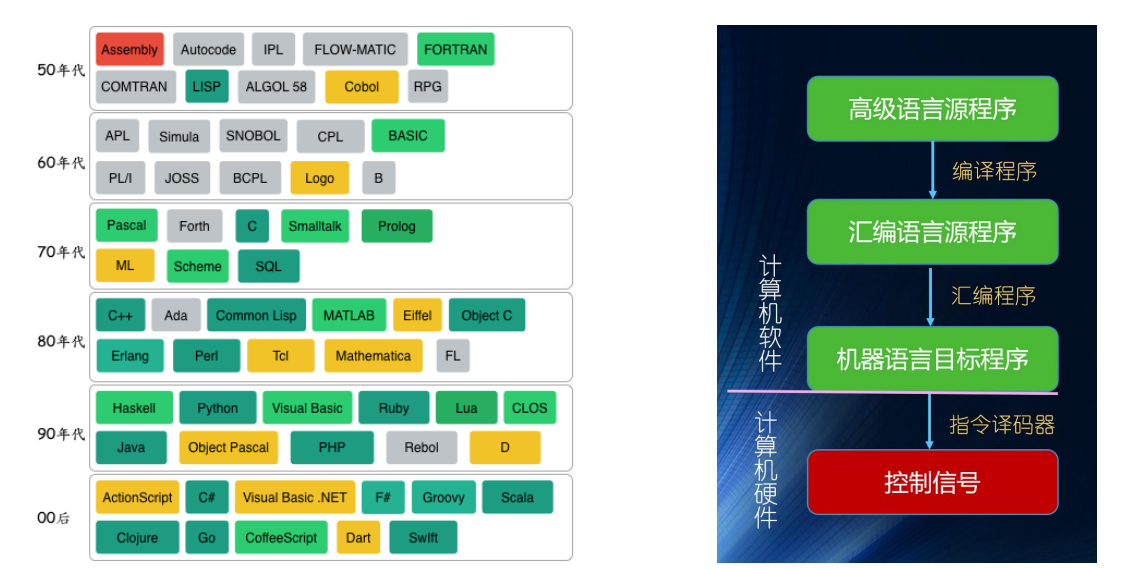 50年代
Assembly Autocode IPL FLOW-MATIC FORTRAN
COMTRAN LISP ALGOL 58 Cobol RPG
60年代
APL Simula SNOBOL CPL BASIC
PL/I JOSS BCPL Logo B
70年代
Pascal Forth C Smalltalk Prolog
ML Scheme SQL
80年代
C++ Ada Common Lisp MATLAB Eiffel Object C
Erlang Perl Tcl Mathematica FL
90年代
Haskell Python Visual Basic Ruby Lua CLOS
Java Object Pascal PHP Rebol D
00后
ActionScript C# Visual Basic .NET F# Groovy Scala
Clojure Go CoffeeScript Dart Swift
高级语言源程序
编译程序
汇编语言源程序
汇编程序
机器语言目标程序
指令译码器
控制信号
计算机软件
计算机硬件